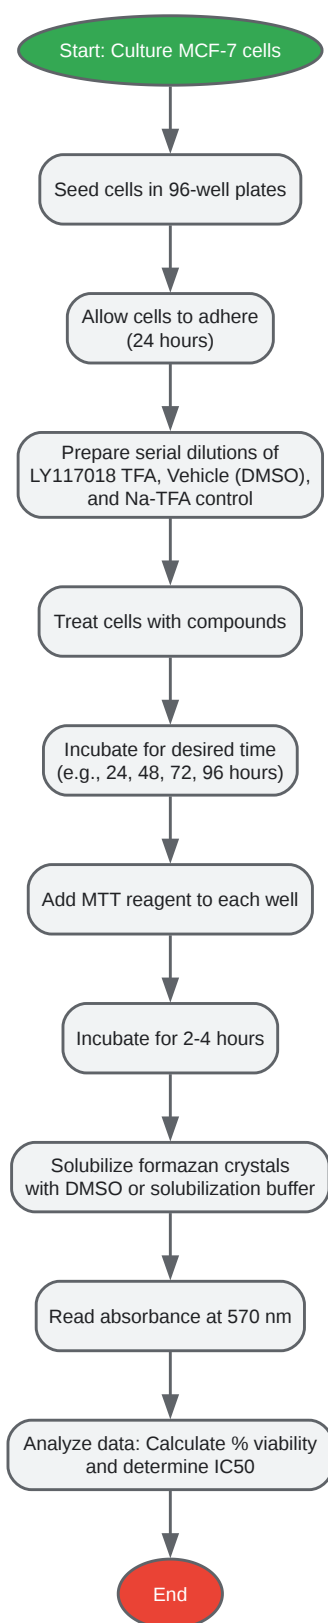 Start: Culture MCF-7 cells
Seed cells in 96-well plates
Allow cells to adhere
(24 hours)
Prepare serial dilutions of
LY117018 TFA, Vehicle (DMSO),
and Na-TFA control
Treat cells with compounds
Incubate for desired time
(e.g., 24, 48, 72, 96 hours)
Add MTT reagent to each well
Incubate for 2-4 hours
Solubilize formazan crystals
with DMSO or solubilization buffer
Read absorbance at 570 nm
Analyze data: Calculate % viability
and determine IC50
End